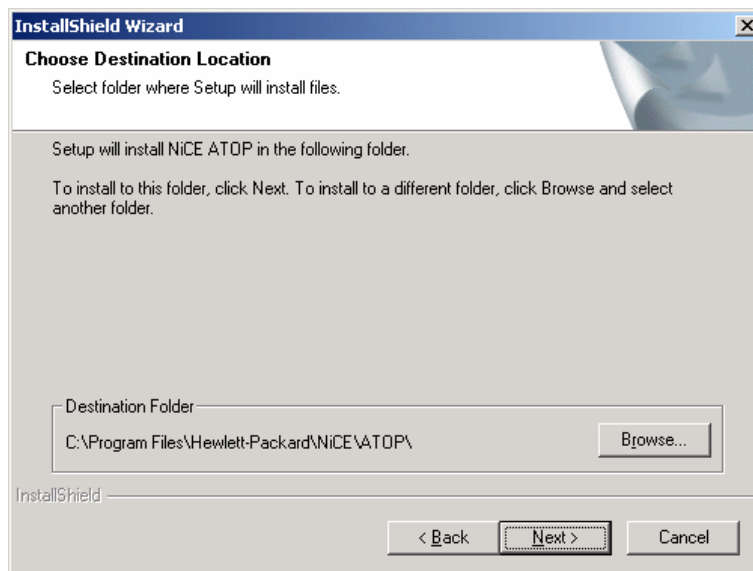 InstallShield Wizard
Choose Destination Location
Select folder where Setup will install files.
Setup will install NiCE ATOP in the following folder.
To install to this folder, click Next. To install to a different folder, click Browse and select
another folder.
Destination Folder
C:\Program Files\Hewlett-Packard\NiCE\ATOP\
Browse...
InstallShield
< Back
Next >
Cancel